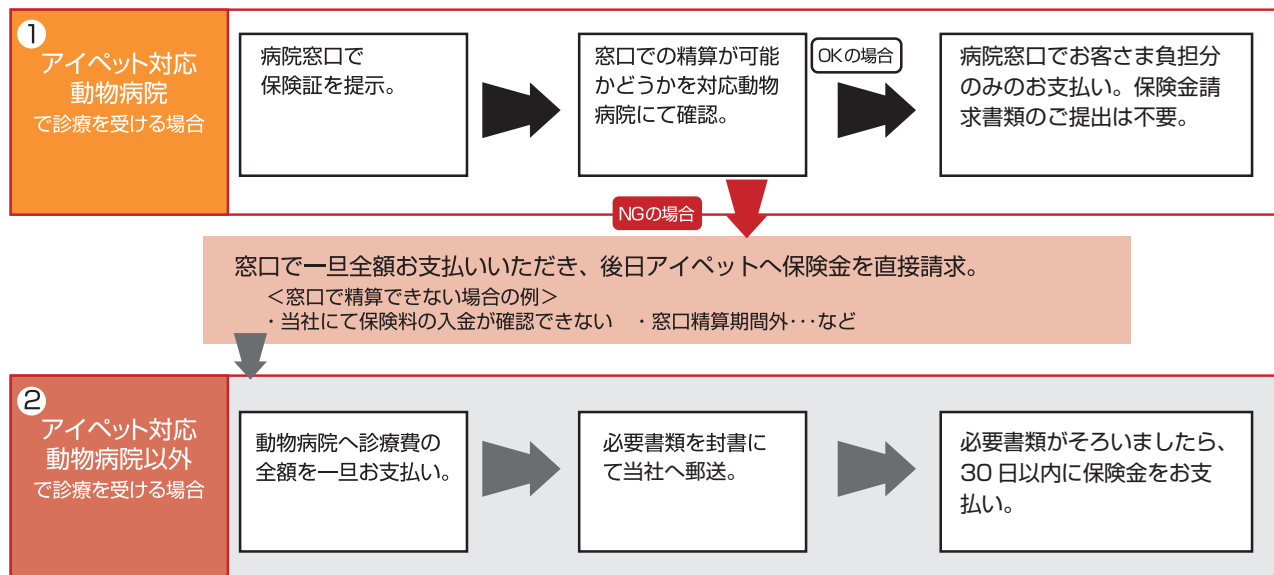 1
アイペット対応
動物病院
で診療を受ける場合
病院窓口で
保険証を提示。
窓口での精算が可能
かどうかを対応動物
病院にて確認。
OKの場合
病院窓口でお客さま負担分
のみのお支払い。保険金請
求書類のご提出は不要。
NGの場合
窓口で一旦全額お支払いいただき、後日アイペットへ保険金を直接請求。
＜窓口で精算できない場合の例＞
・当社にて保険料の入金が確認できない　・窓口精算期間外･･･など
2
アイペット対応
動物病院以外
で診療を受ける場合
動物病院へ診療費の
全額を一旦お支払い。
必要書類を封書に
て当社へ郵送。
必要書類がそろいましたら、
30 日以内に保険金をお支
払い。